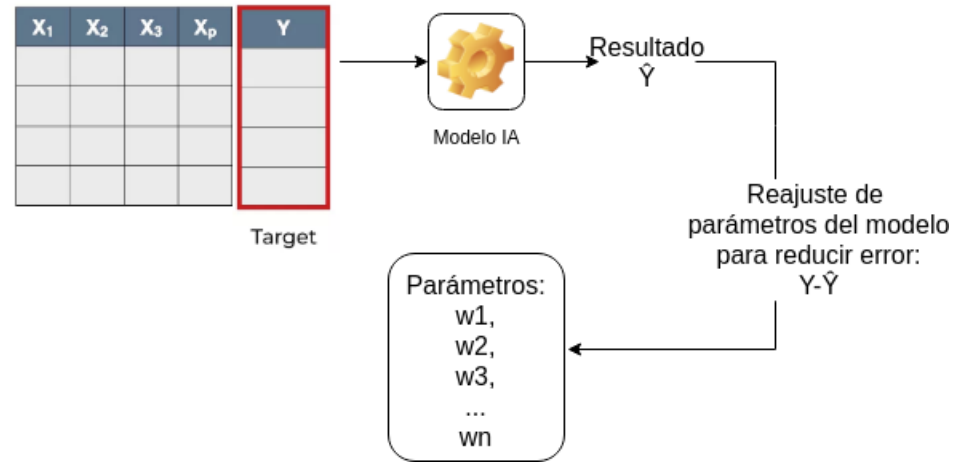 X₁ X₂ X₃ Xₚ Y
Target
Modelo IA
Resultado
Ŷ
Reajuste de
parámetros del modelo
para reducir error:
Y-Ŷ
Parámetros:
w1,
w2,
w3,
...
wn